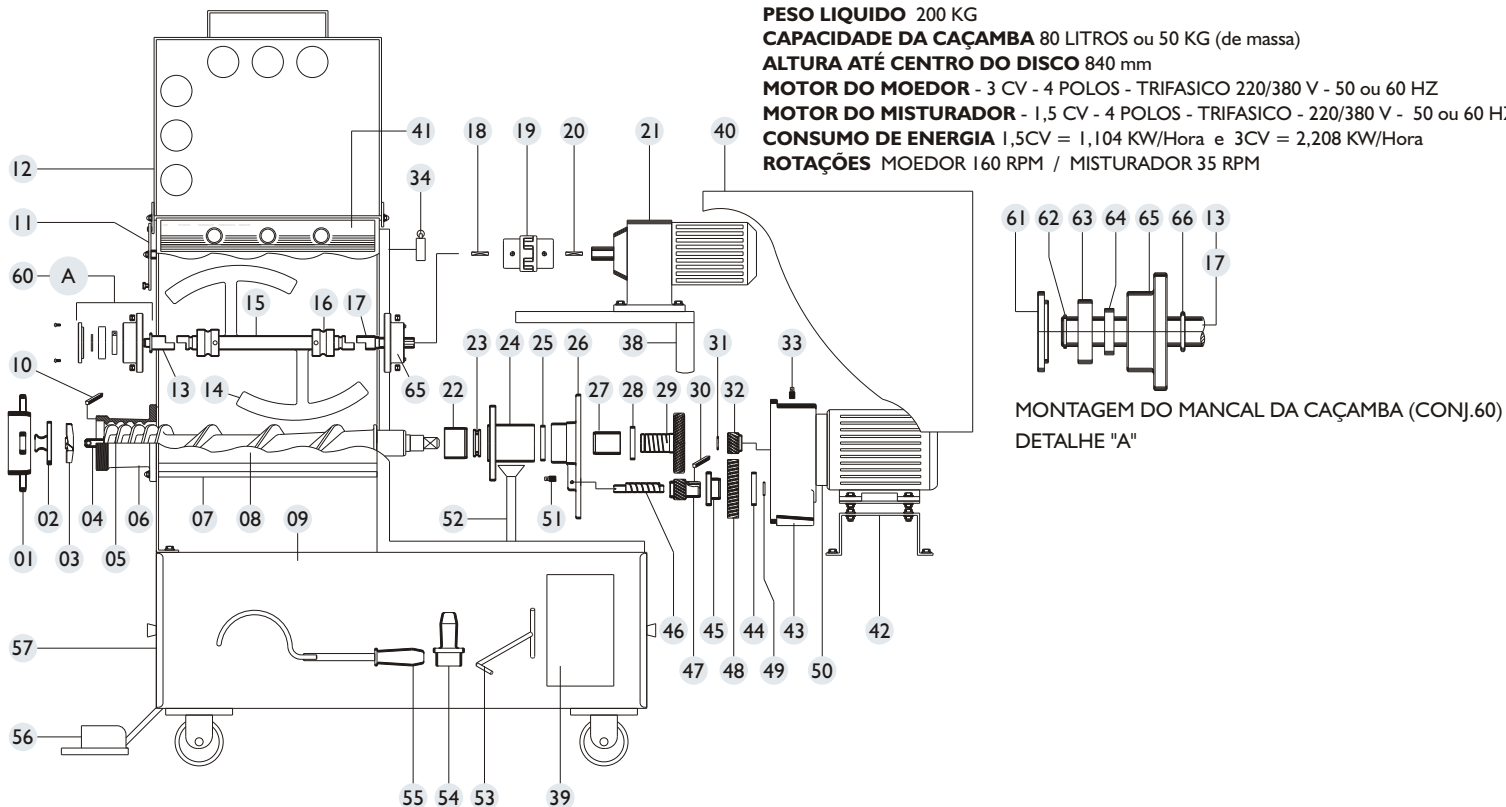 PESO LIQUIDO 200 KG
CAPACIDADE DA CAÇAMBA 80 LITROS ou 50 KG (de massa)
ALTURA ATÉ CENTRO DO DISCO 840 mm
MOTOR DO MOEDOR - 3 CV - 4 POLOS - TRIFASICO 220/380 V - 50 ou 60 HZ
MOTOR DO MISTURADOR - 1,5 CV - 4 POLOS - TRIFASICO - 220/380 V - 50 ou 60 HZ
CONSUMO DE ENERGIA 1,5CV = 1,104 KW/Hora e 3CV = 2,208 KW/Hora
ROTAÇÕES MOEDOR 160 RPM / MISTURADOR 35 RPM
41 18 19 20 21 40
12
34
11
61 62 63 64 65 66 13
17
60 A
15 16 17
10
13 14 65
23 24 25 26 38 31 33
22 27 28 29 30 32
MONTAGEM DO MANCAL DA CAÇAMBA (CONJ.60)
DETALHE "A"
02 04 06 07 08 09 52 51
01 03 05
57
46 45 44 43 42
47 48 49 50
56
55 54 53 39